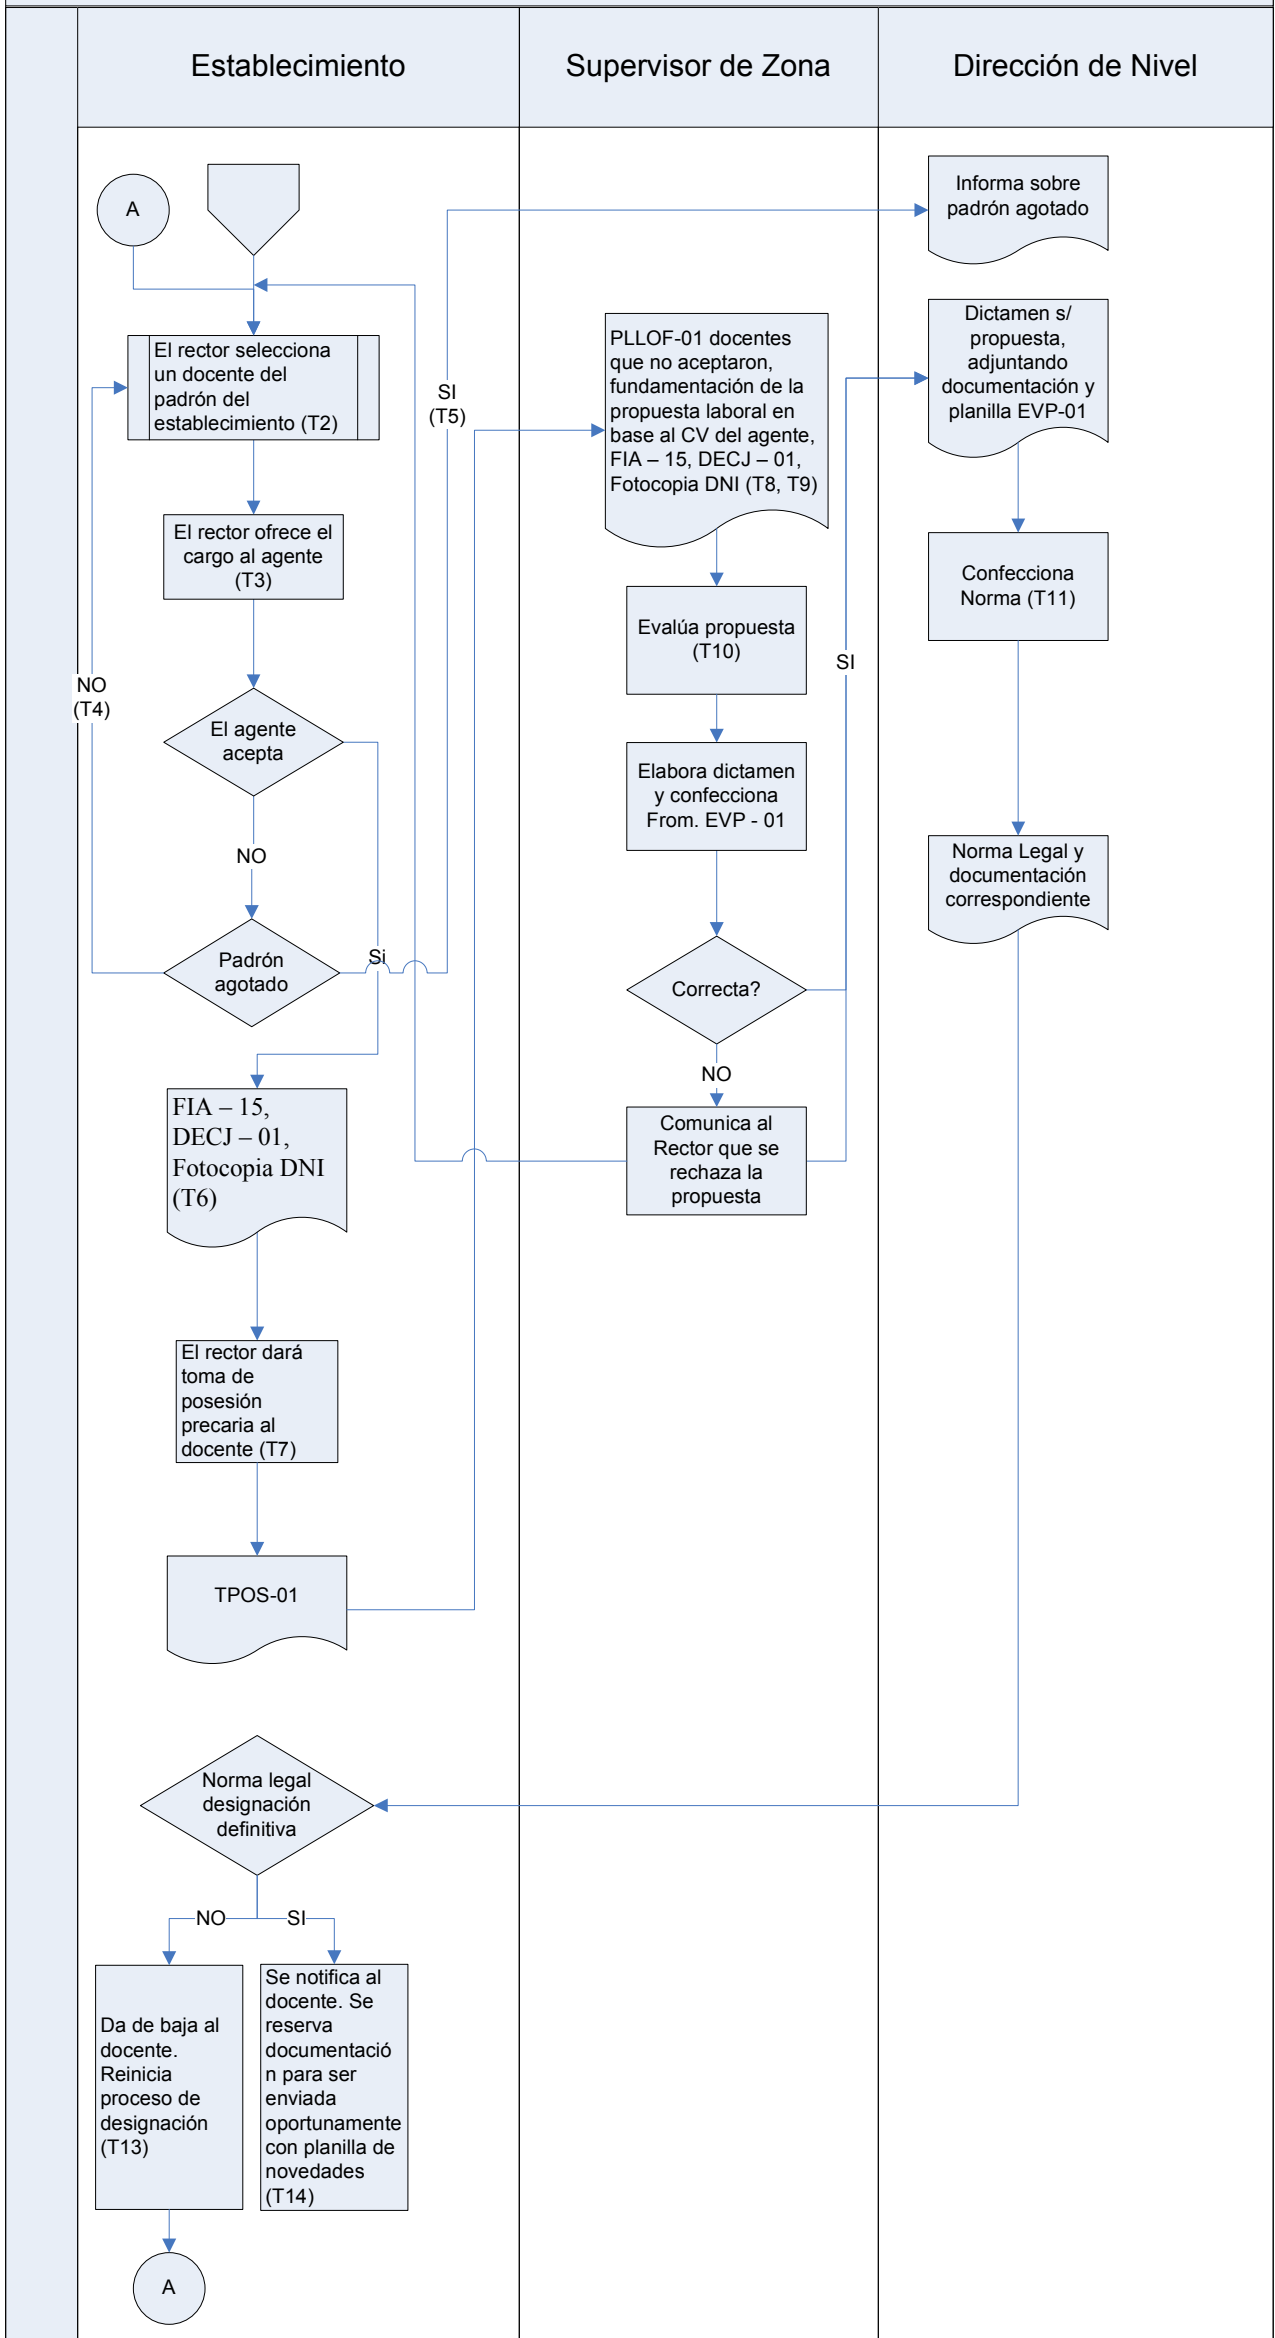 Establecimiento
Supervisor de Zona
Dirección de Nivel
A
El rector selecciona
un docente del
padrón del
establecimiento (T2)
El rector ofrece el
cargo al agente
(T3)
NO
(T4)
El agente
acepta
NO
Padrón
agotado
Si
SI
(T5)
FIA – 15,
DECJ – 01,
Fotocopia DNI
(T6)
El rector dará
toma de
posesión
precaria al
docente (T7)
TPOS-01
Norma legal
designación
definitiva
NO
SI
Da de baja al
docente.
Reinicia
proceso de
designación
(T13)
Se notifica al
docente. Se
reserva
documentació
n para ser
enviada
oportunamente
con planilla de
novedades
(T14)
A
PLLOF-01 docentes
que no aceptaron,
fundamentación de la
propuesta laboral en
base al CV del agente,
FIA – 15, DECJ – 01,
Fotocopia DNI (T8, T9)
Evalúa propuesta
(T10)
Elabora dictamen
y confecciona
From. EVP - 01
Correcta?
SI
NO
Comunica al
Rector que se
rechaza la
propuesta
Informa sobre
padrón agotado
Dictamen s/
propuesta,
adjuntando
documentación y
planilla EVP-01
Confecciona
Norma (T11)
Norma Legal y
documentación
correspondiente